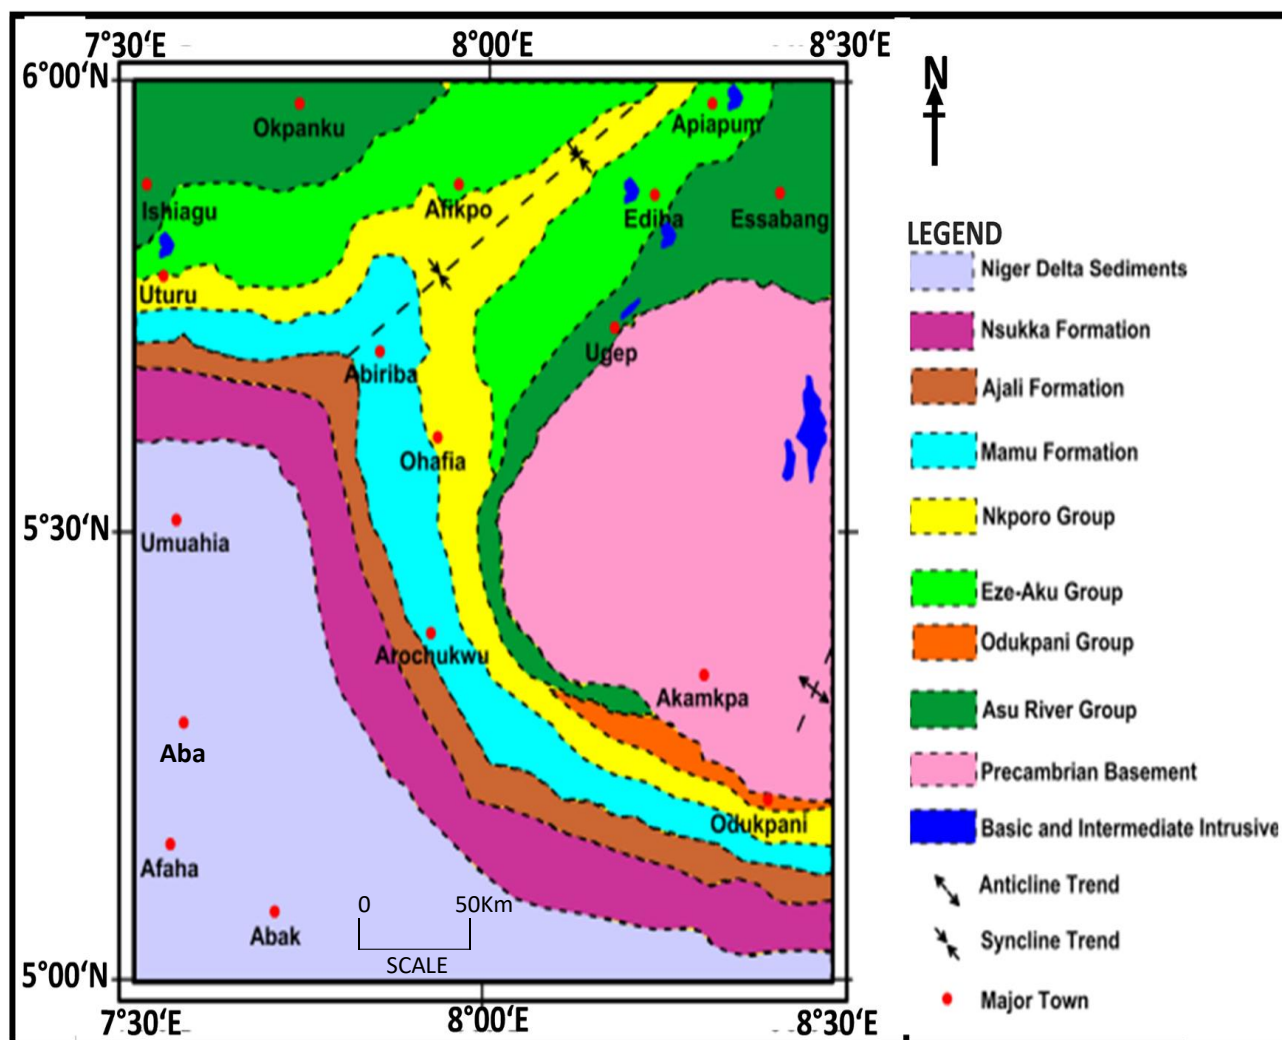 7°30‘E 8°00‘E 8°30‘E
6°00‘N
N
Okpanku
Apiapum
Ishiagu
Afikpo
Ediba
Essabang
LEGEND
Niger Delta Sediments
Uturu
Nsukka Formation
Ugep
Abiriba
Ajali Formation
Mamu Formation
Ohafia
Nkporo Group
5°30‘N
Umuahia
Eze-Aku Group
Odukpani Group
Arochukwu
Akamkpa
Asu River Group
Aba
Precambrian Basement
Odukpani
Basic and Intermediate Intrusive
Afaha
Anticline Trend
0 50Km
Abak
Syncline Trend
SCALE
5°00‘N
Major Town
7°30‘E 8°00‘E 8°30‘E